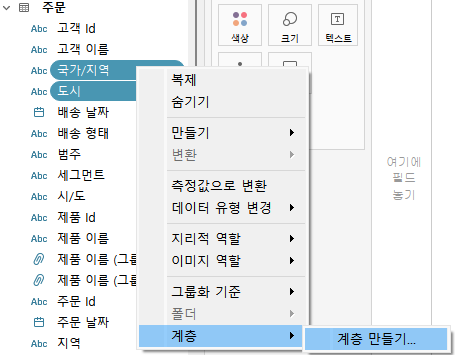 주문
Abc 고객 Id
Abc 고객 이름
Abc 국가/지역
Abc 도시
배송 날짜
Abc 배송 형태
Abc 범주
Abc 세그먼트
Abc 시/도
Abc 제품 Id
Abc 제품 이름
제품 이름 (그룹
제품 이름 (그룹
Abc 주문 Id
주문 날짜
Abc 지역
색상
크기
텍스트
복제
숨기기
만들기
변환
측정값으로 변환
데이터 유형 변경
지리적 역할
이미지 역할
그룹화 기준
폴더
계층
계층 만들기...
여기에
필드
놓기